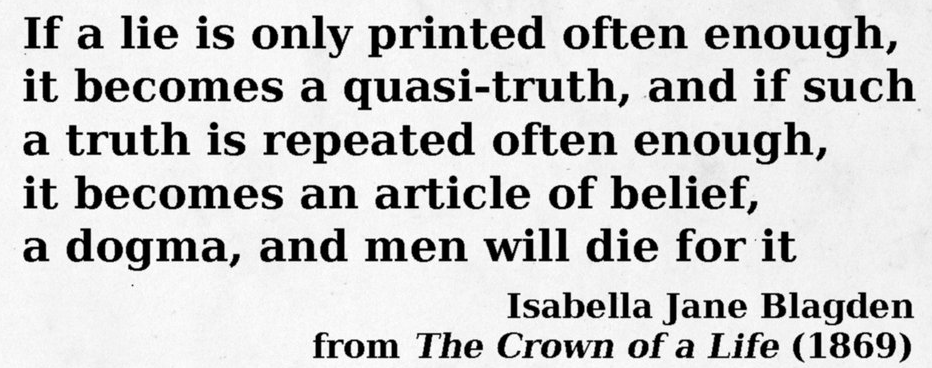 If a lie is only printed often enough,
it becomes a quasi-truth, and if such
a truth is repeated often enough,
it becomes an article of belief,
a dogma, and men will die for it
Isabella Jane Blagden
from The Crown of a Life (1869)